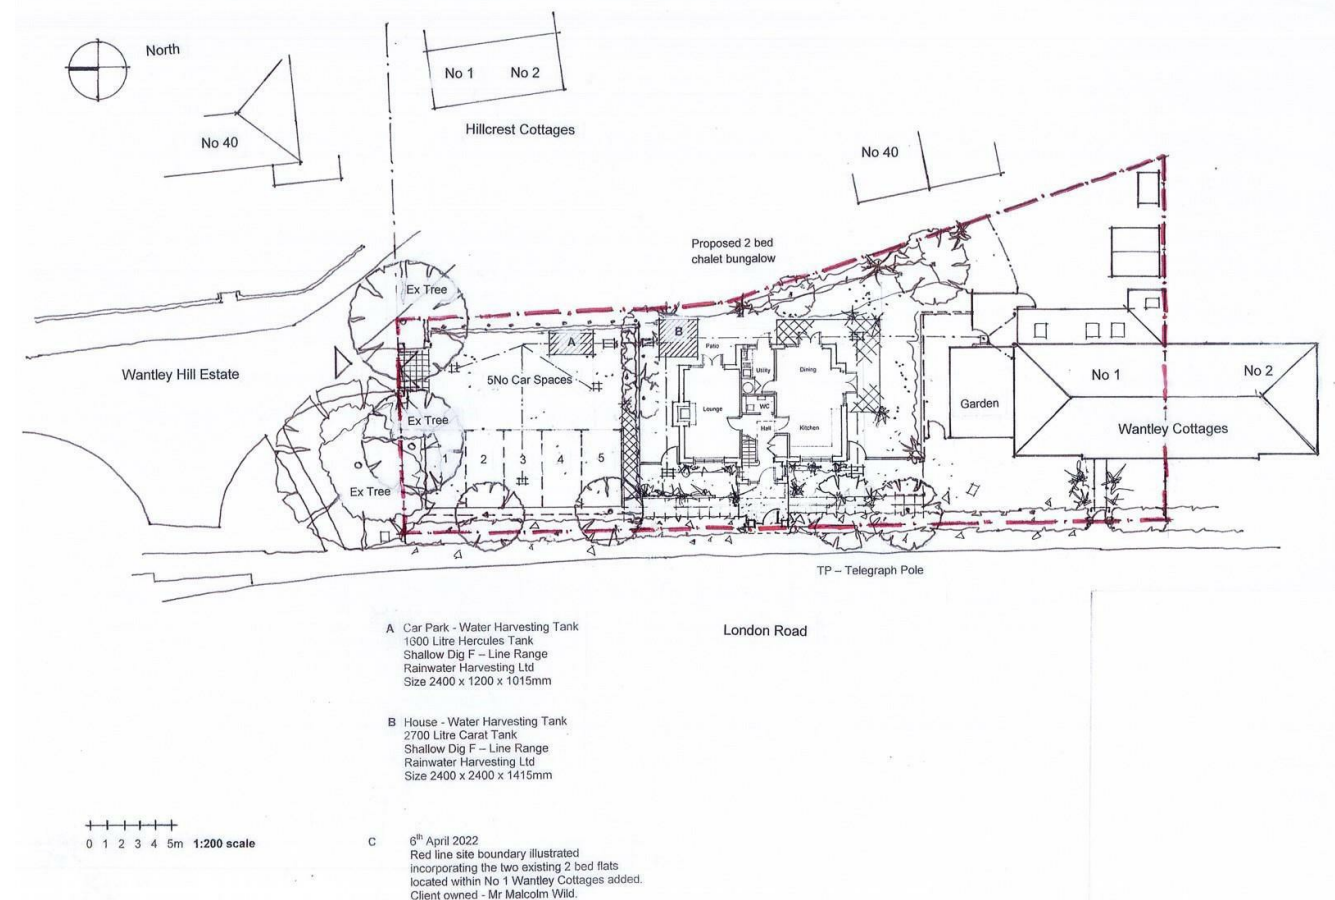 North
No 1 No 2
No 40
Hillcrest Cottages
No 40
Proposed 2 bed
chalet bungalow
Ex Tree
Wantley Hill Estate
A
B
Patio
5No Car Spaces
Utility
Dining
No 1
No 2
Lounge
WC
Garden
Ex Tree
Hall
Kitchen
Wantley Cottages
1 2 3 4 5
Ex Tree
TP – Telegraph Pole
London Road
A Car Park - Water Harvesting Tank
1600 Litre Hercules Tank
Shallow Dig F – Line Range
Rainwater Harvesting Ltd
Size 2400 x 1200 x 1015mm
B House - Water Harvesting Tank
2700 Litre Carat Tank
Shallow Dig F – Line Range
Rainwater Harvesting Ltd
Size 2400 x 2400 x 1415mm
0 1 2 3 4 5m 1:200 scale
C 6th April 2022
Red line site boundary illustrated
incorporating the two existing 2 bed flats
located within No 1 Wantley Cottages added.
Client owned - Mr Malcolm Wild.